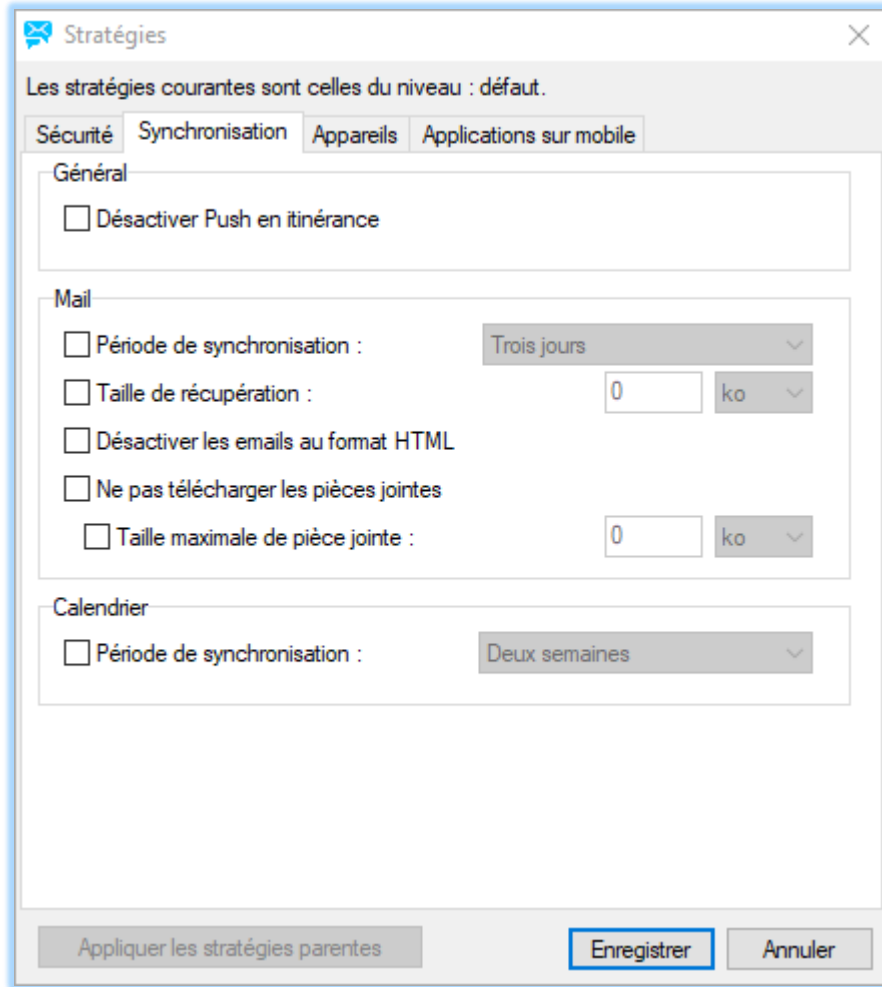 Stratégies
Les stratégies courantes sont celles du niveau : défaut.
Sécurité Synchronisation Appareils Applications sur mobile
Général
Désactiver Push en itinérance
Mail
Période de synchronisation : Trois jours
Taille de récupération : 0 ko
Désactiver les emails au format HTML
Ne pas télécharger les pièces jointes
Taille maximale de pièce jointe : 0 ko
Calendrier
Période de synchronisation : Deux semaines
Appliquer les stratégies parentes Enregistrer Annuler